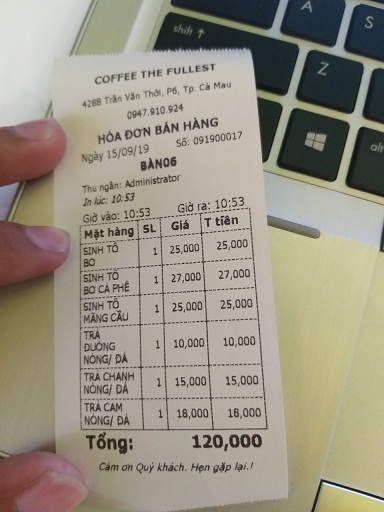 COFFEE THE FULLEST
428B Trần Văn Thời, P6, Tp. Cà Mau
0947.910.924
HÓA ĐƠN BÁN HÀNG
Ngày 15/09/19 Số: 091900017
BÀN06
Thu ngân: Administrator
In lúc: 10:53
Giờ vào: 10:53 Giờ ra: 10:53
Mặt hàng SL Giá T tiền
SINH TỐ BƠ 1 25,000 25,000
SINH TỐ BƠ CÀ PHÊ 1 27,000 27,000
SINH TỐ MÃNG CẦU 1 25,000 25,000
TRÀ ĐƯỜNG NÓNG/ ĐÁ 1 10,000 10,000
TRÀ CHANH NÓNG/ ĐÁ 1 15,000 15,000
TRÀ CAM NÓNG/ ĐÁ 1 18,000 18,000
Tổng: 120,000
Cảm ơn Quý khách. Hẹn gặp lại.!
shift
A
S
Z
alt